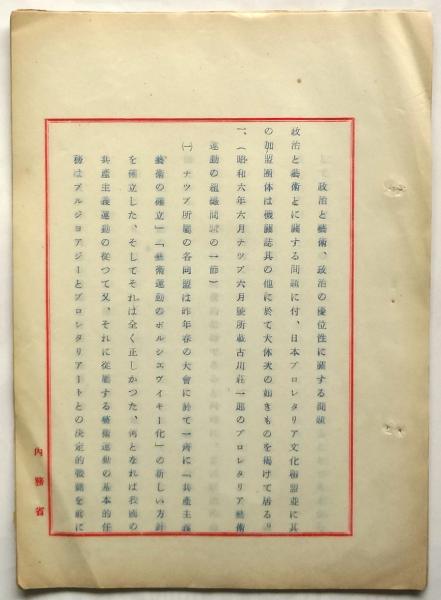 政治と藝術、政治の優位性に關する問題
政治と藝術とに關する問題に付、日本プロレタリア文化聯盟並に其
の加盟團体は機關誌其の他に於て大体次の如きものを揭げて居る。
一、(昭和六年六月ナツプ六月號所載古川莊一郎のプロレタリア藝術
運動の組織問題の一節)
㈠ ナツプ所屬の各同盟は昨年春の大會に於て一齊に「共產主義
藝術の確立」「藝術運動のボルシエヴイキー化」の新しい方針
を確立した、そしてそれは全く正しかつた、何となれば我國の
共產主義運動の從つて又、それに從屬する藝術運動の基本的任
務はブルジヨアジーとプロレタリアートとの決定的戰鬪を前に
內務省